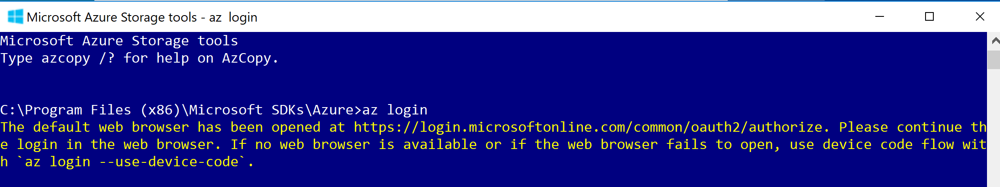 Microsoft Azure Storage tools - az  login
Microsoft Azure Storage tools
Type azcopy /? for help on AzCopy.
C:\Program Files (x86)\Microsoft SDKs\Azure>az login
The default web browser has been opened at https://login.microsoftonline.com/common/oauth2/authorize. Please continue th
e login in the web browser. If no web browser is available or if the web browser fails to open, use device code flow wit
h `az login --use-device-code`.